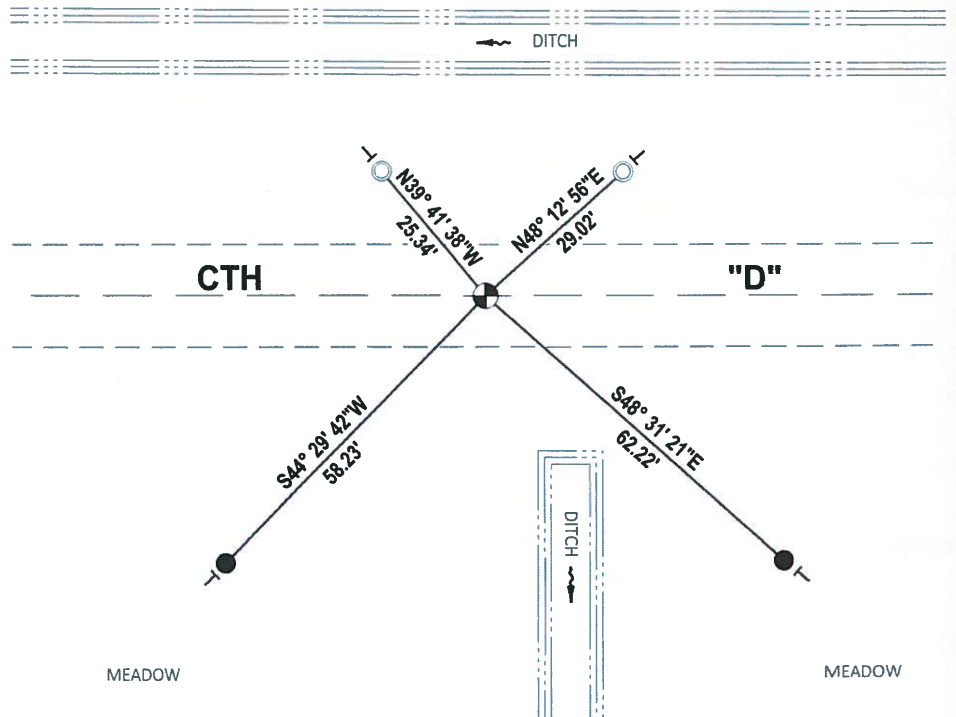 DITCH
N39° 41' 38"W
25.34'
N48° 12' 56"E
29.02'
CTH
"D"
S44° 29' 42"W
58.23'
S48° 31' 21"E
62.22'
DITCH
MEADOW
MEADOW